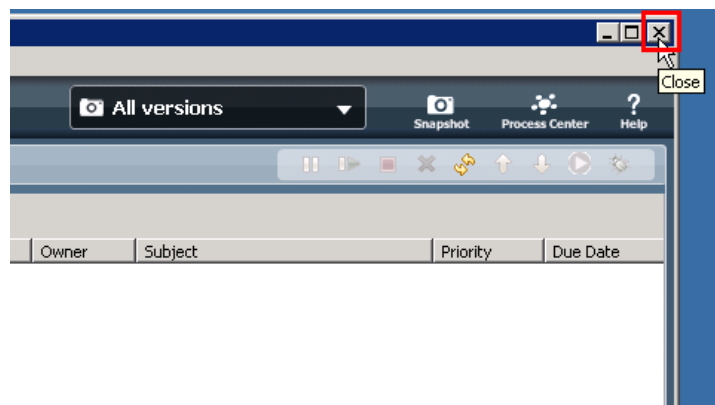 Close
All versions
Snapshot Process Center Help
Owner Subject Priority Due Date